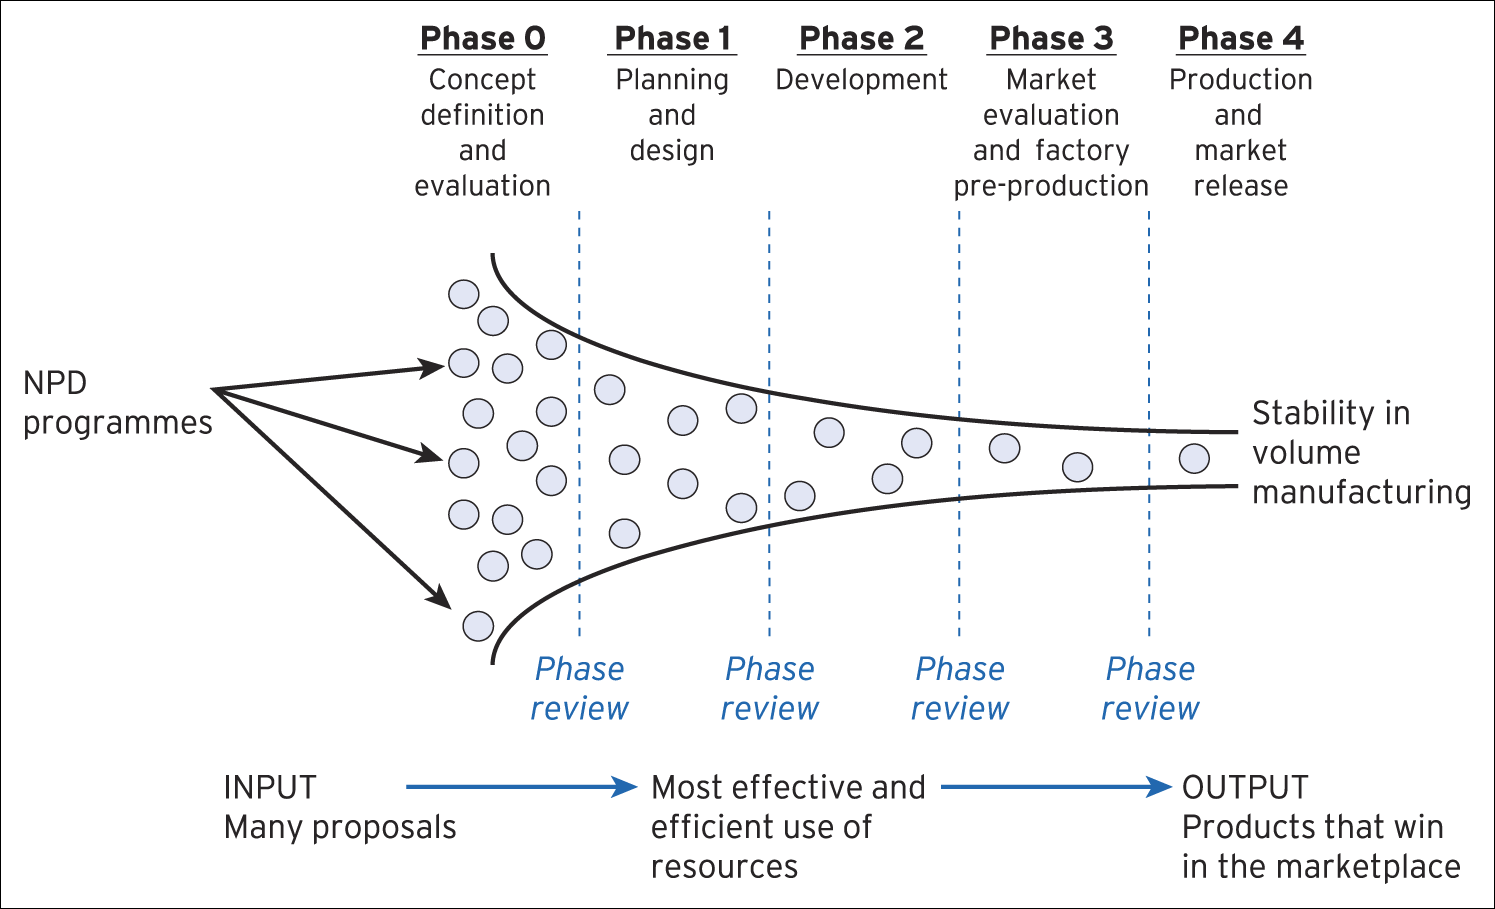 Phase 0
Concept
definition
and
evaluation
Phase 1
Planning
and
design
Phase 2
Development
Phase 3
Market
evaluation
and factory
pre-production
Phase 4
Production
and
market
release
NPD
programmes
Stability in
volume
manufacturing
Phase
review
Phase
review
Phase
review
Phase
review
INPUT
Many proposals
Most effective and
efficient use of
resources
OUTPUT
Products that win
in the marketplace